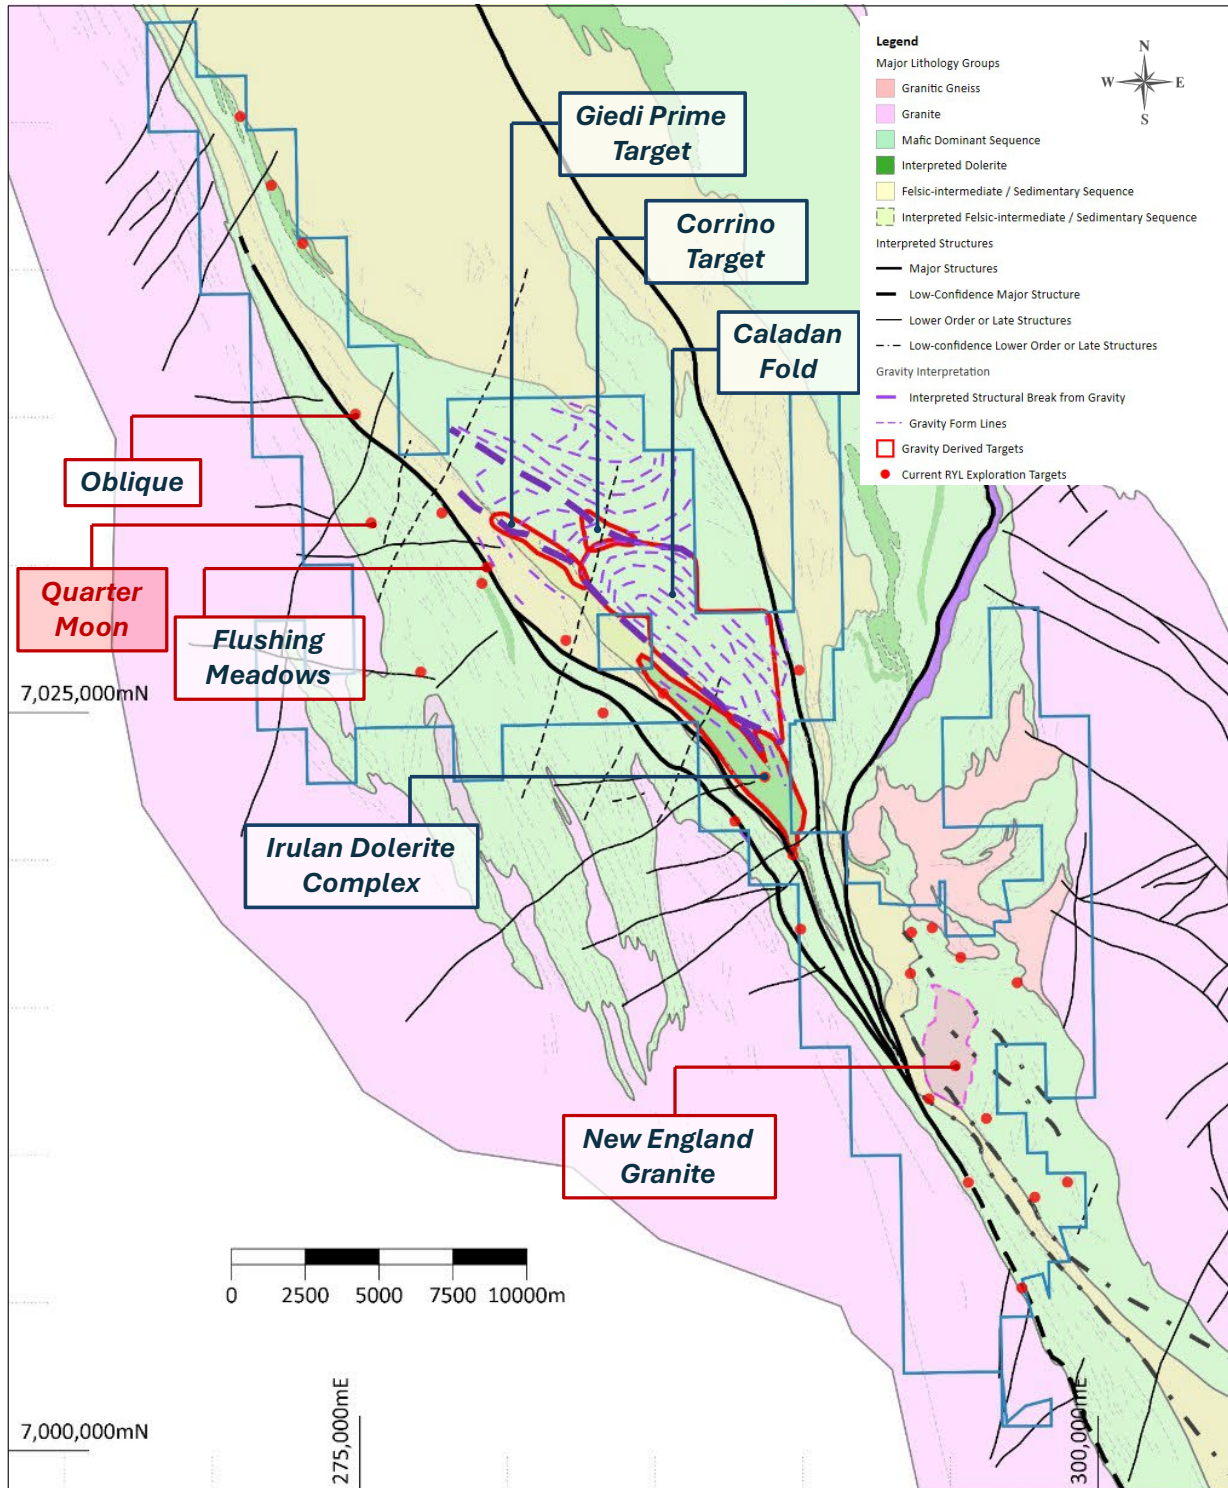 Legend
Major Lithology Groups
Granitic Gneiss
Granite
Mafic Dominant Sequence
Interpreted Dolerite
Felsic-intermediate / Sedimentary Sequence
Interpreted Felsic-intermediate / Sedimentary Sequence
Interpreted Structures
Major Structures
Low-Confidence Major Structure
Lower Order or Late Structures
Low-confidence Lower Order or Late Structures
Gravity Interpretation
Interpreted Structural Break from Gravity
Gravity Form Lines
Gravity Derived Targets
Current RYL Exploration Targets
N
W
E
S
Giedi Prime
Target
Corrino
Target
Caladan
Fold
Oblique
Quarter
Moon
Flushing
Meadows
7,025,000mN
Irulan Dolerite
Complex
New England
Granite
0 2500 5000 7500 10000m
7,000,000mN
275,000mE
300,000mE